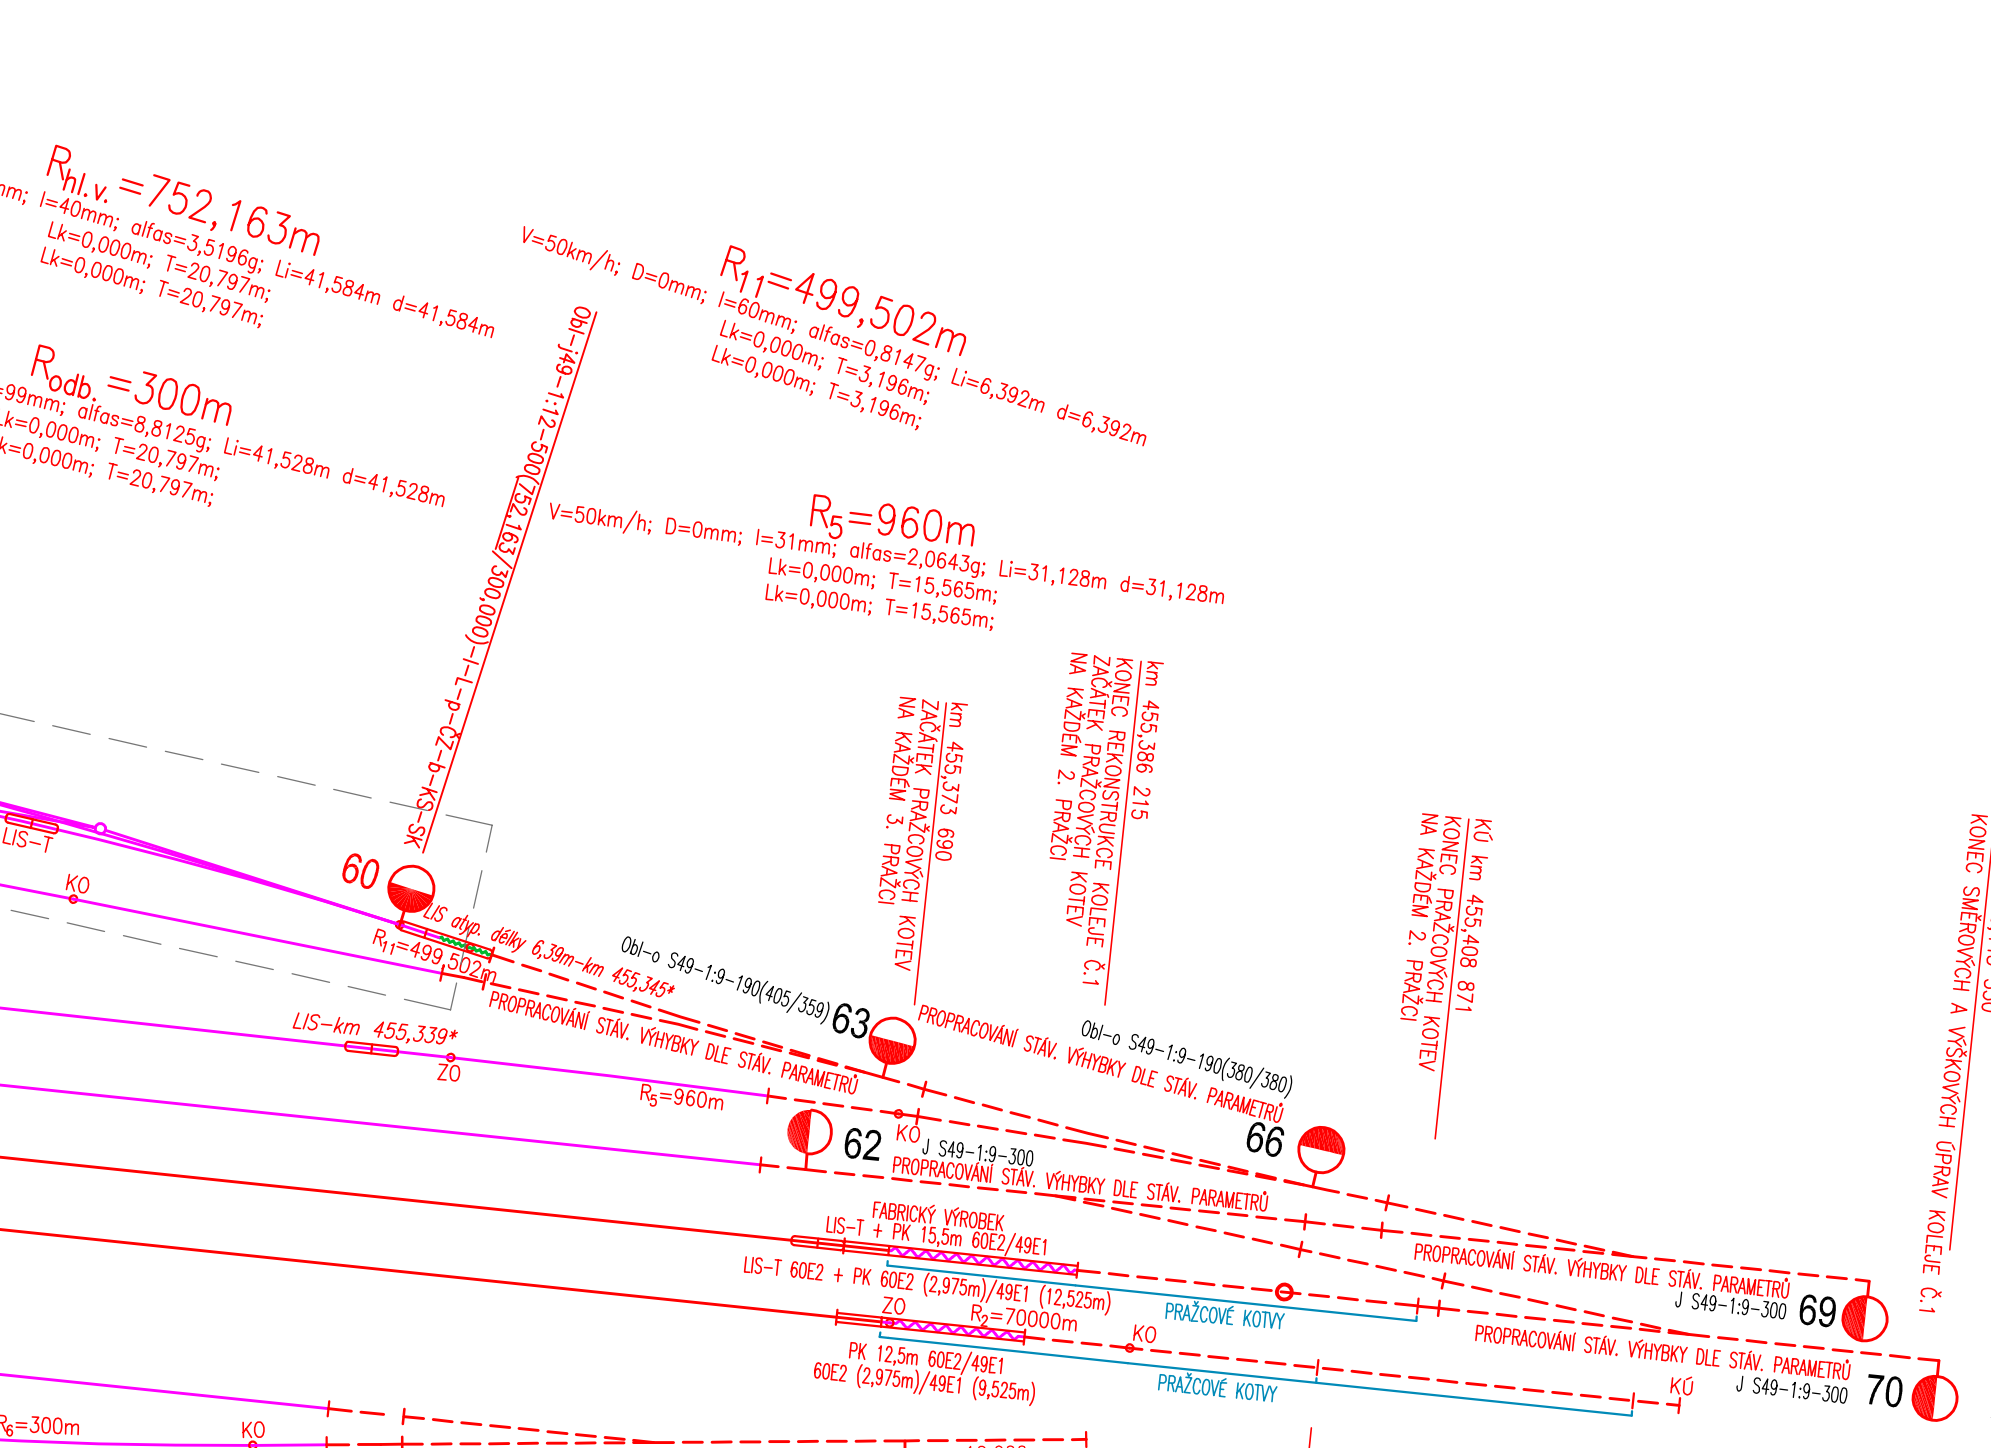 Rhl.v. =752,163m
mm; I=40mm; alfas=3,5196g; Li=41,584m d=41,584m
Lk=0,000m; T=20,797m;
Lk=0,000m; T=20,797m;
Rodb. =300m
=99mm; alfas=8,8125g; Li=41,528m d=41,528m
Lk=0,000m; T=20,797m;
k=0,000m; T=20,797m;
R11=499,502m
V=50km/h; D=0mm; I=60mm; alfas=0,8147g; Li=6,392m d=6,392m
Lk=0,000m; T=3,196m;
Lk=0,000m; T=3,196m;
R5=960m
V=50km/h; D=0mm; I=31mm; alfas=2,0643g; Li=31,128m d=31,128m
Lk=0,000m; T=15,565m;
Lk=0,000m; T=15,565m;
Obl-j49-1:12-500(752.163/300,000)-I-L-p-ČZ-b-KS-SK
km 455,373 690
ZAČÁTEK PRAŽCOVÝCH KOTEV
NA KAŽDÉM 3. PRAŽCI
km 455,386 215
KONEC REKONSTRUKCE KOLEJE Č.1
ZAČÁTEK PRAŽCOVÝCH KOTEV
NA KAŽDÉM 2. PRAŽCI
KÚ km 455,408 871
KONEC PRAŽCOVÝCH KOTEV
NA KAŽDÉM 2. PRAŽCI
KONEC SMĚROVÝCH A VÝŠKOVÝCH ÚPRAV KOLEJE Č.1
LIS-T
KO
60
LIS atyp. délky 6,39m-km 455,345*
R11=499,502m
PROPRACOVÁNÍ STÁV. VÝHYBKY DLE STÁV. PARAMETRŮ
Obl-o S49-1:9-190(405/359)
63
PROPRACOVÁNÍ STÁV. VÝHYBKY DLE STÁV. PARAMETRŮ
Obl-o S49-1:9-190(380/380)
66
LIS-km 455,339*
ZO
R5=960m
62
KO
J S49-1:9-300
PROPRACOVÁNÍ STÁV. VÝHYBKY DLE STÁV. PARAMETRŮ
FABRICKÝ VÝROBEK
LIS-T + PK 15,5m 60E2/49E1
LIS-T 60E2 + PK 60E2 (2,975m)/49E1 (12,525m)
PRAŽCOVÉ KOTVY
PROPRACOVÁNÍ STÁV. VÝHYBKY DLE STÁV. PARAMETRŮ
J S49-1:9-300
69
ZO
R2=70000m
KO
PK 12,5m 60E2/49E1
60E2 (2,975m)/49E1 (9,525m)
PRAŽCOVÉ KOTVY
PROPRACOVÁNÍ STÁV. VÝHYBKY DLE STÁV. PARAMETRŮ
J S49-1:9-300
70
KÚ
R6=300m
KO